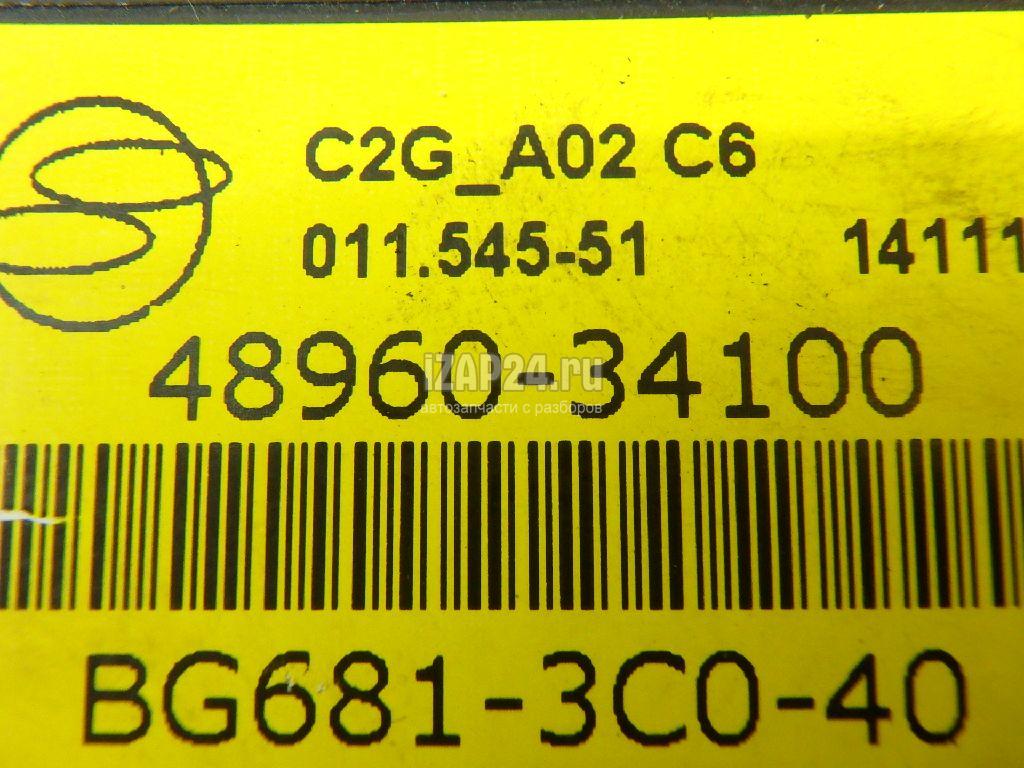 C2G_A02 C6
011.545-51 14111
48960-34100
iZAP24.ru
автозапчасти с разборов
BG681-3C0-40